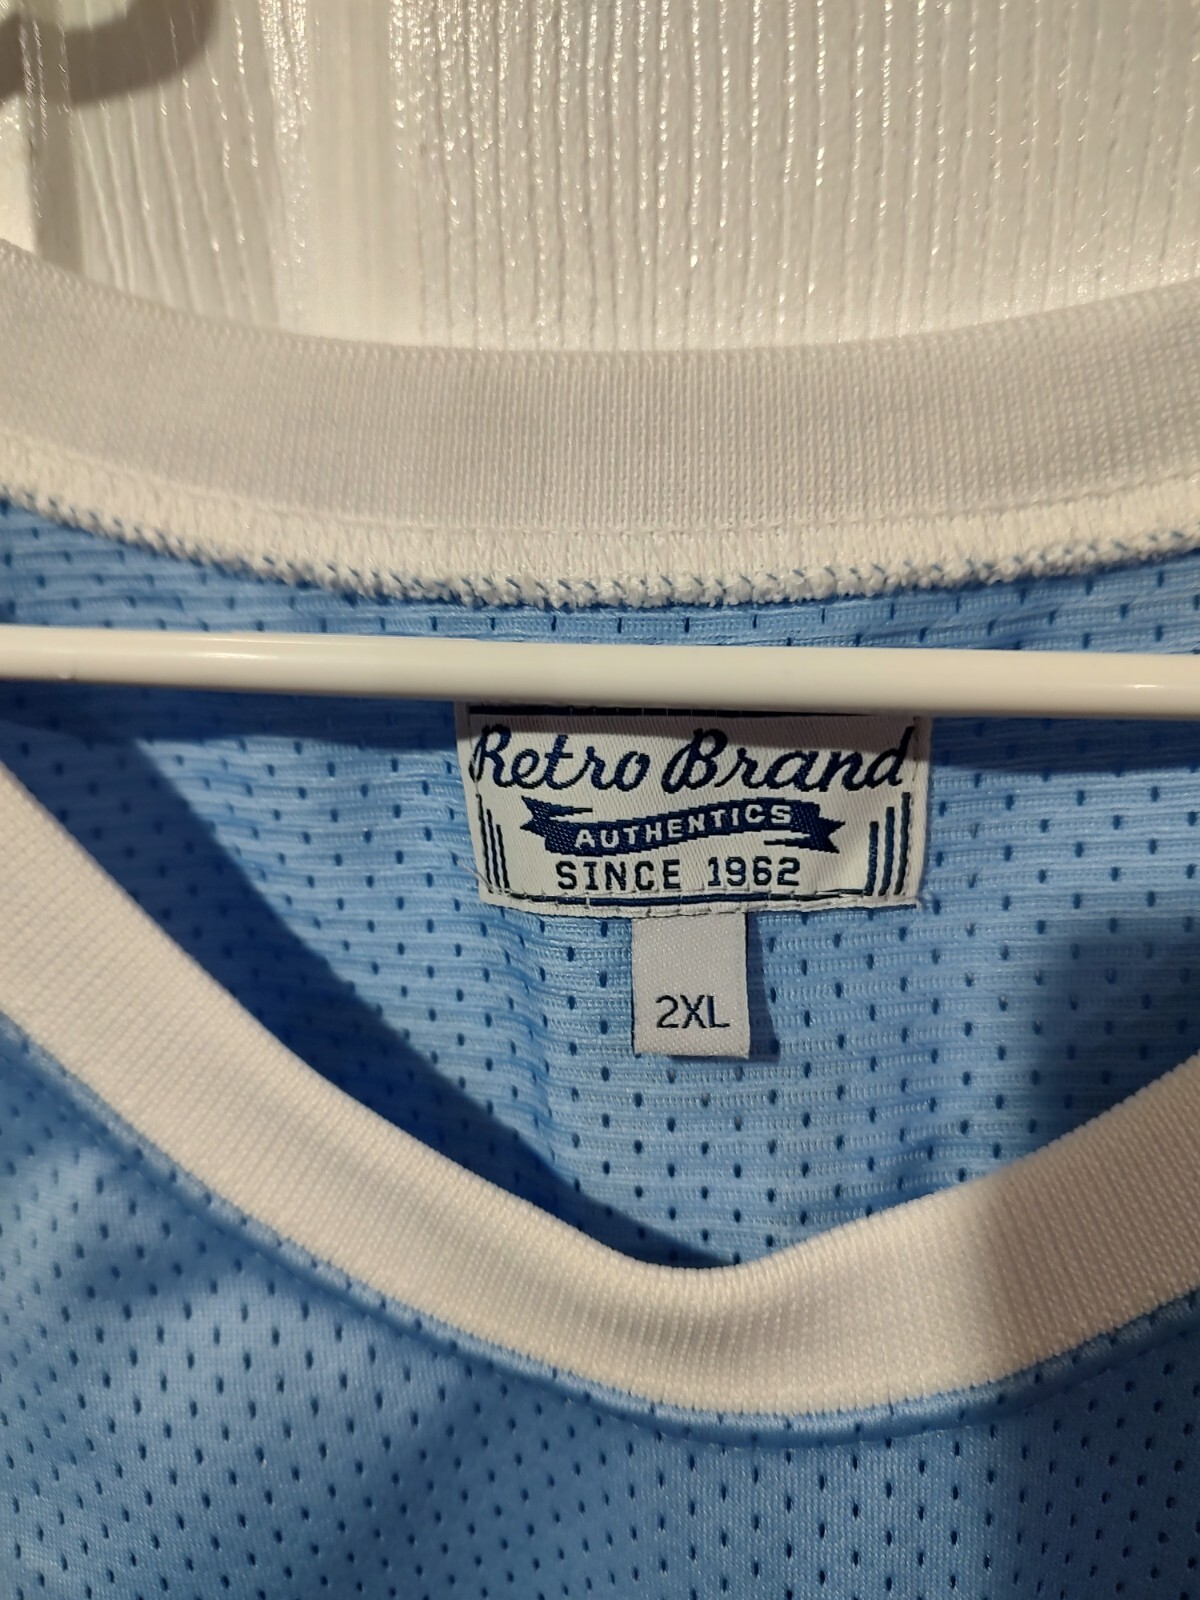 Retro Brand
AUTHENTICS
SINCE 1962
2XL